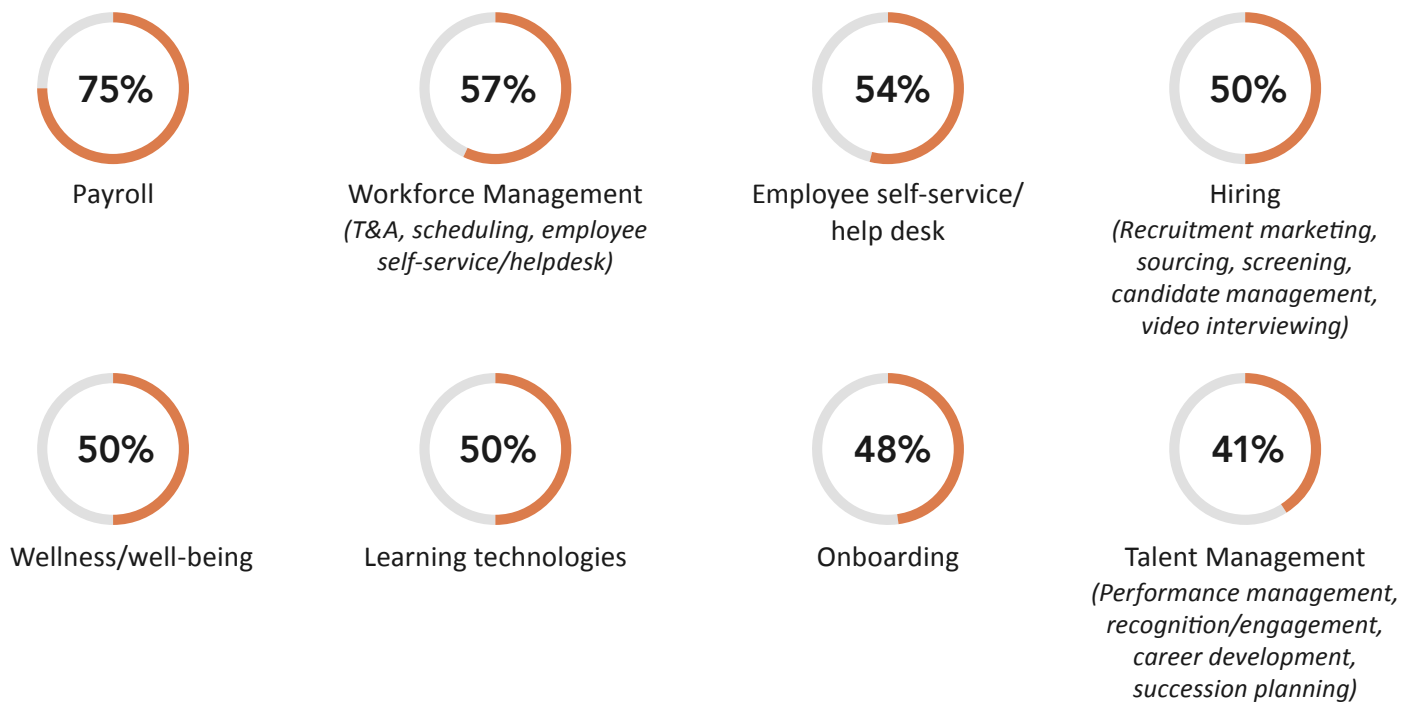 75%
Payroll
57%
Workforce Management
(T&A, scheduling, employee
self-service/helpdesk)
54%
Employee self-service/
help desk
50%
Hiring
(Recruitment marketing,
sourcing, screening,
candidate management,
video interviewing)
50%
Wellness/well-being
50%
Learning technologies
48%
Onboarding
41%
Talent Management
(Performance management,
recognition/engagement,
career development,
succession planning)